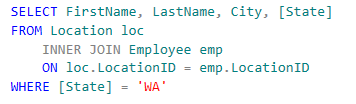 SELECT FirstName, LastName, City, [State]
FROM Location loc
    INNER JOIN Employee emp
    ON loc.LocationID = emp.LocationID
WHERE [State] = 'WA'